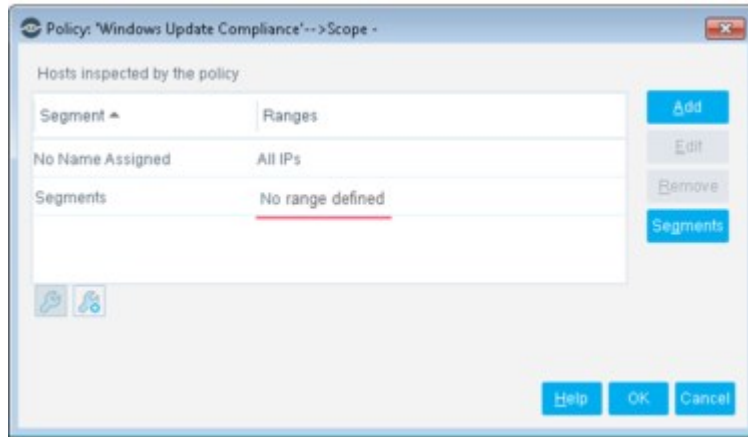 Policy: 'Windows Update Compliance'-->Scope -
Hosts inspected by the policy
Segment Ranges
No Name Assigned All IPs
Segments No range defined
Add
Edit
Remove
Segments
Help OK Cancel